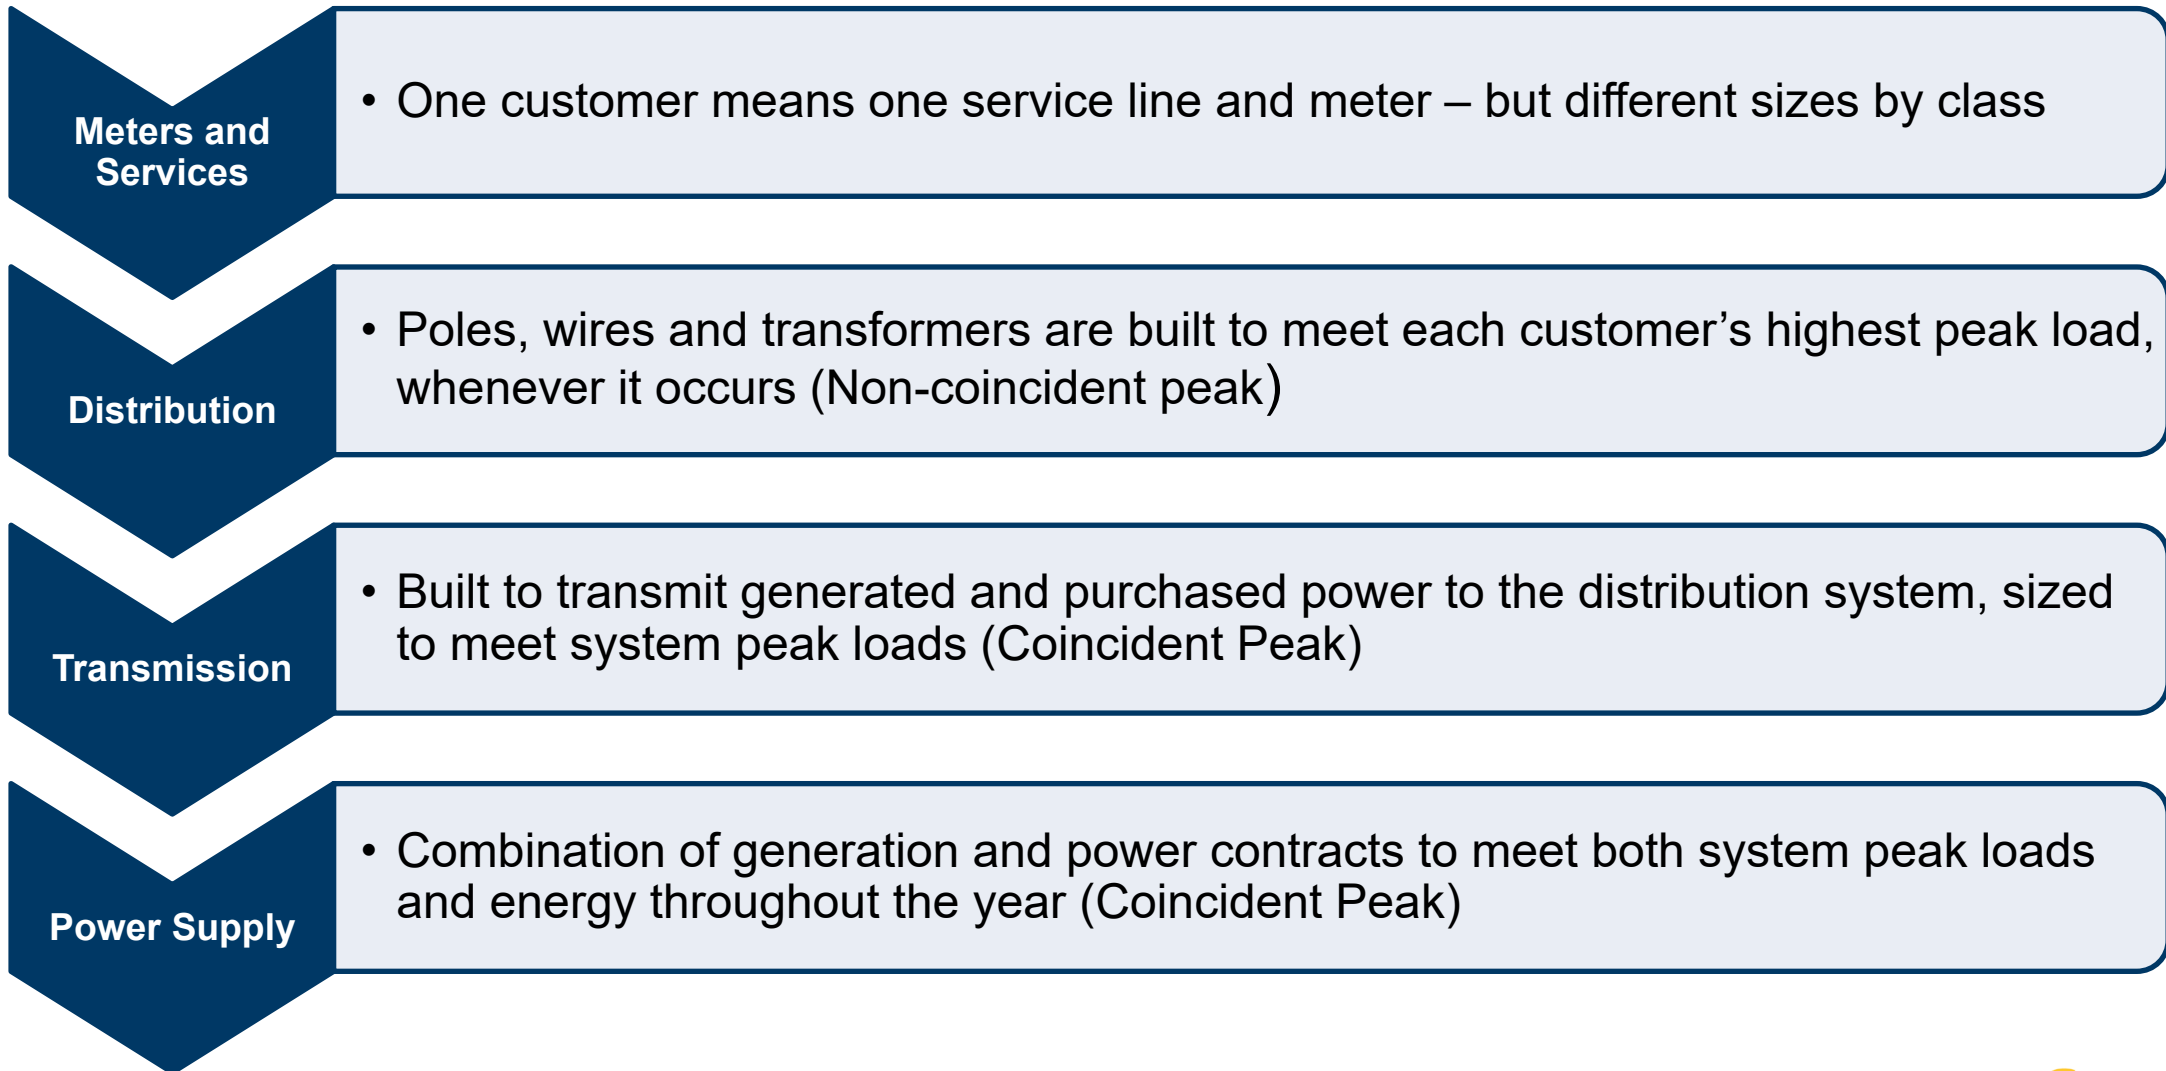 Meters and
Services
• One customer means one service line and meter – but different sizes by class
Distribution
• Poles, wires and transformers are built to meet each customer’s highest peak load,
whenever it occurs (Non-coincident peak)
Transmission
• Built to transmit generated and purchased power to the distribution system, sized
to meet system peak loads (Coincident Peak)
Power Supply
• Combination of generation and power contracts to meet both system peak loads
and energy throughout the year (Coincident Peak)